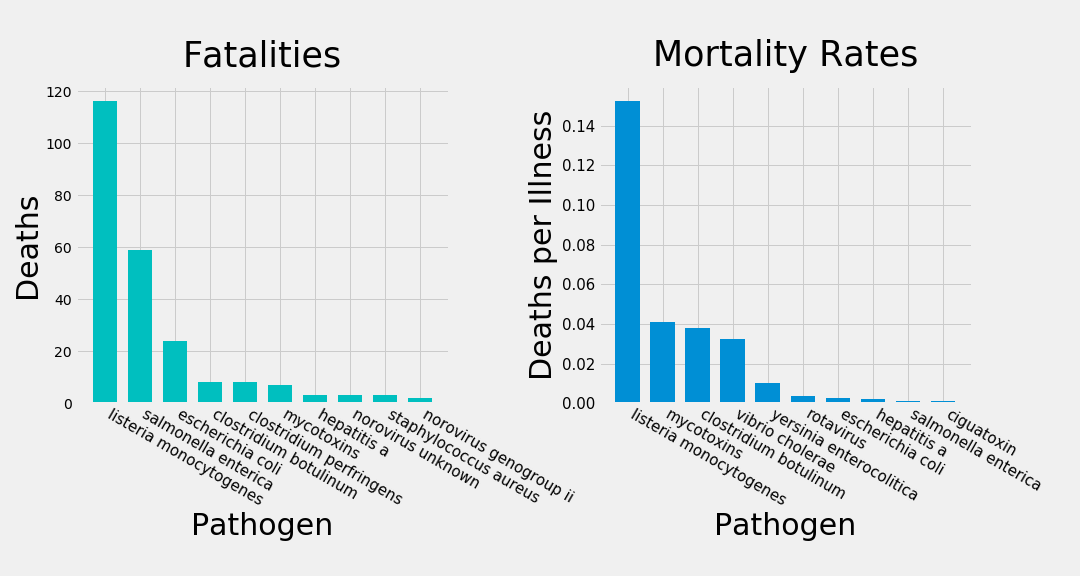 Fatalities
Deaths
120
100
80
60
40
20
0
listeria monocytogenes
salmonella enterica
escherichia coli
clostridium botulinum
clostridium perfringens
mycotoxins
hepatitis a
norovirus unknown
staphylococcus aureus
norovirus genogroup ii
Pathogen
Mortality Rates
Deaths per Illness
0.14
0.12
0.10
0.08
0.06
0.04
0.02
0.00
listeria monocytogenes
mycotoxins
clostridium botulinum
vibrio cholerae
yersinia enterocolitica
rotavirus
escherichia coli
hepatitis a
salmonella enterica
ciguatoxin
Pathogen